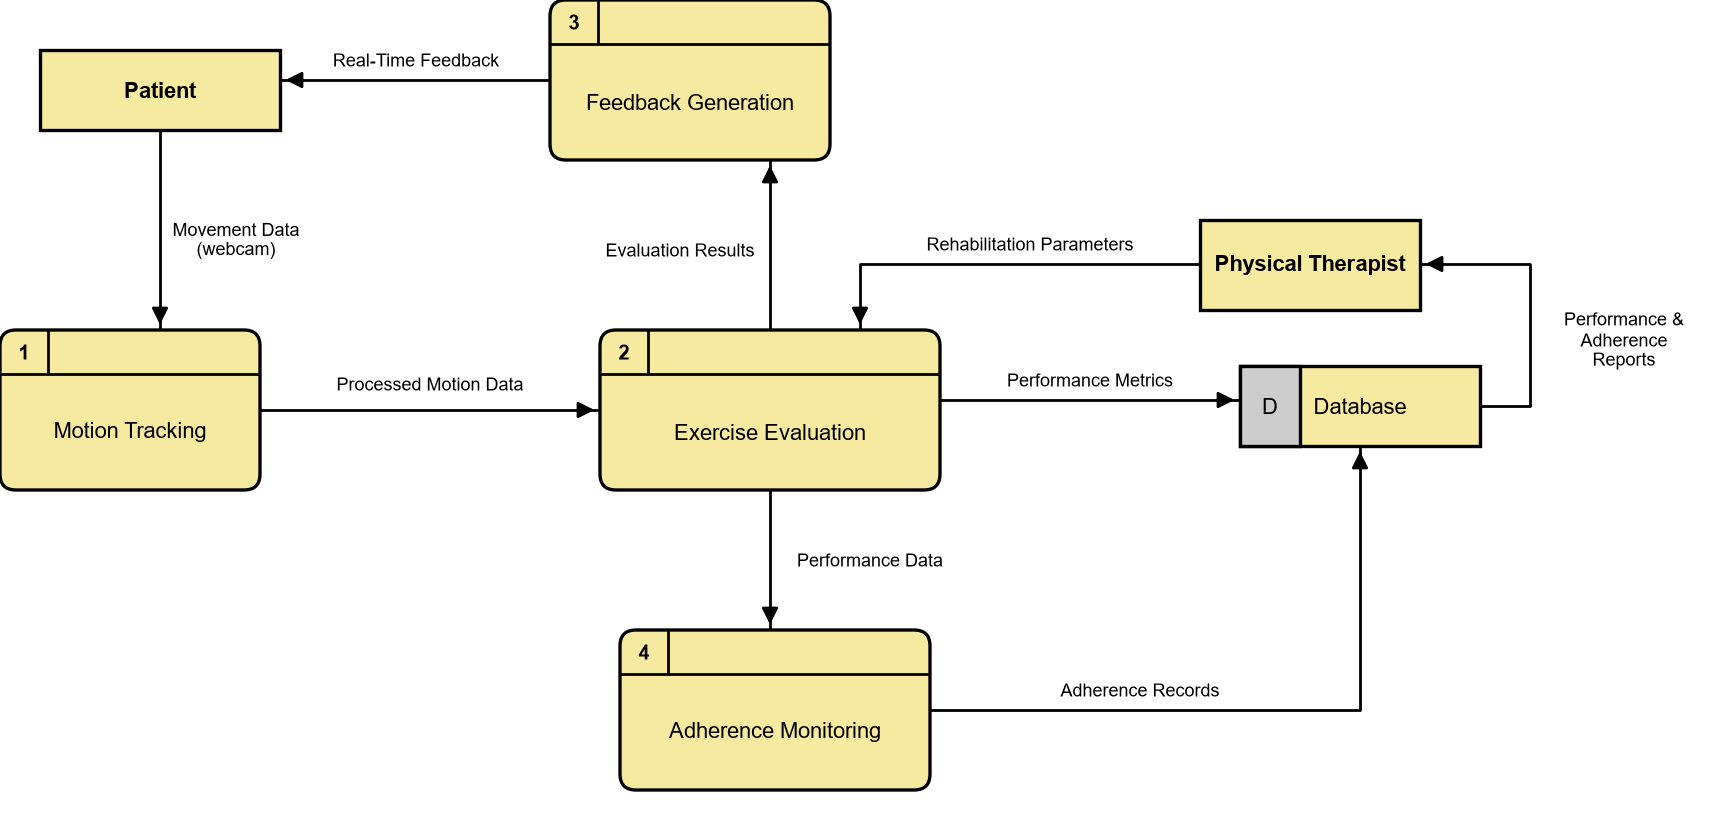 3
Real-Time Feedback
Patient
Feedback Generation
Movement Data
(webcam)
Evaluation Results
Rehabilitation Parameters
Physical Therapist
Performance &
Adherence
Reports
1
2
Processed Motion Data
Performance Metrics
D
Database
Motion Tracking
Exercise Evaluation
Performance Data
4
Adherence Records
Adherence Monitoring